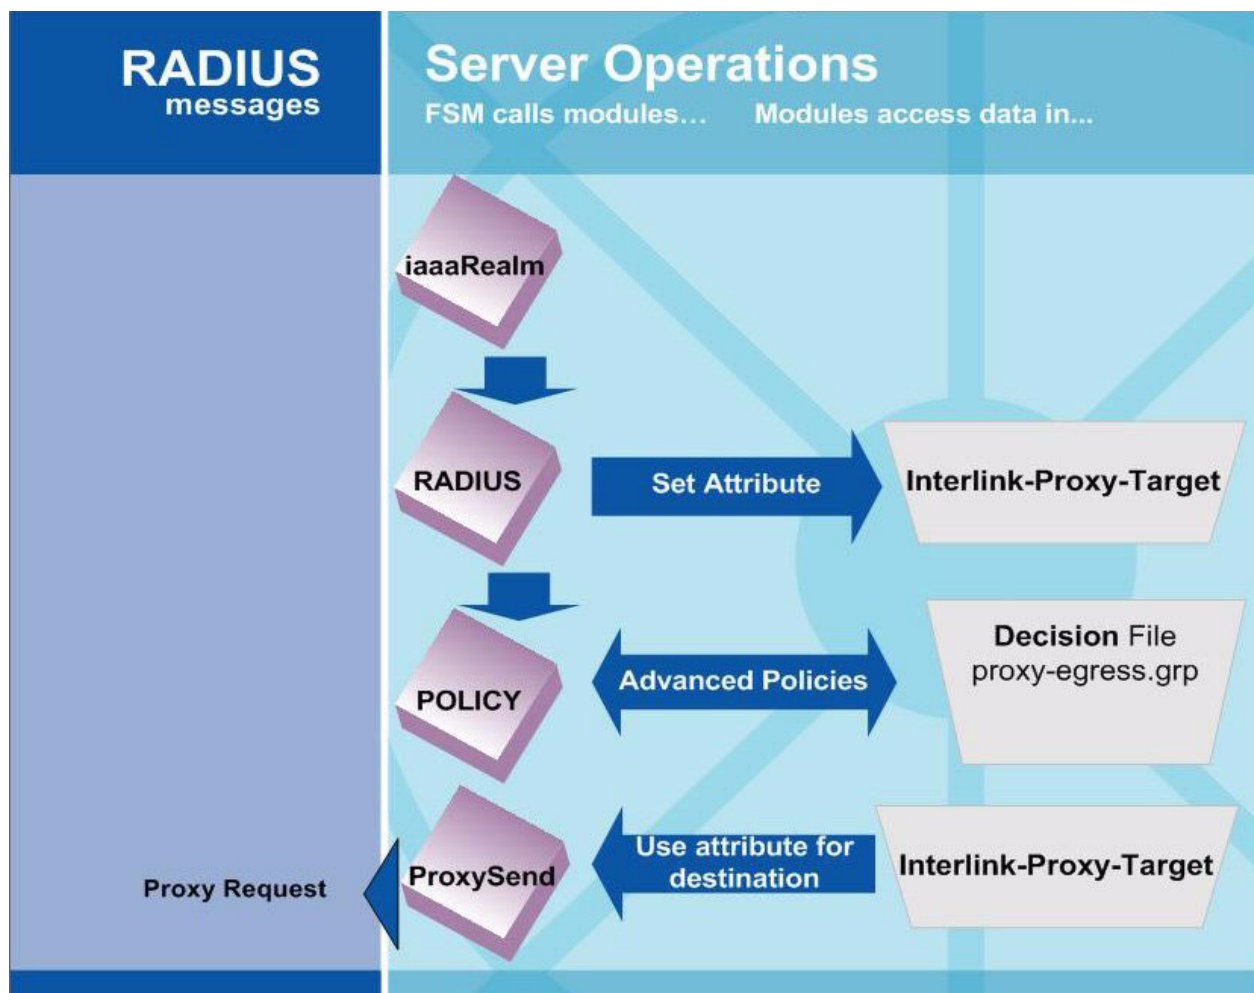 RADIUS
messages
Server Operations
FSM calls modules… Modules access data in...
iaaaRealm
RADIUS
Set Attribute
Interlink-Proxy-Target
POLICY
Advanced Policies
Decision File
proxy-egress.grp
Proxy Request
ProxySend
Use attribute for
destination
Interlink-Proxy-Target